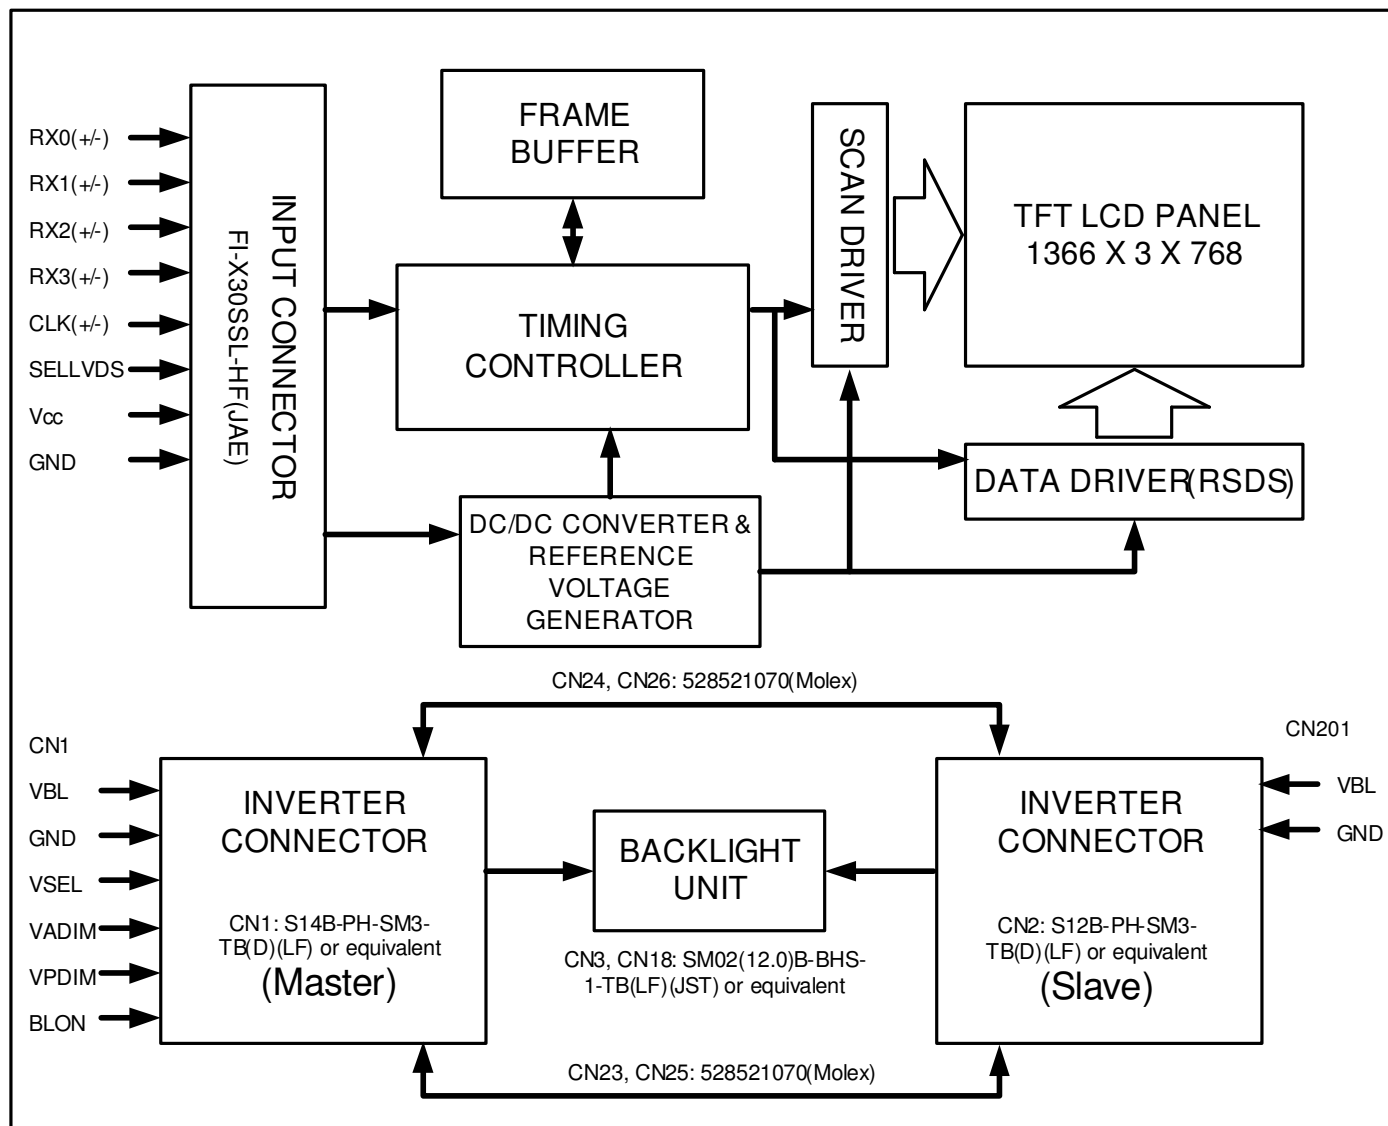 RX0(+/-)
RX1(+/-)
RX2(+/-)
RX3(+/-)
CLK(+/-)
SELLVDS
Vcc
GND
INPUT CONNECTOR
FI-X30SSL-HF(JAE)
FRAME
BUFFER
TIMING
CONTROLLER
DC/DC CONVERTER &
REFERENCE
VOLTAGE
GENERATOR
SCAN DRIVER
TFT LCD PANEL
1366 X 3 X 768
DATA DRIVER(RSDS)
CN24, CN26: 528521070(Molex)
CN1
VBL
GND
VSEL
VADIM
VPDIM
BLON
INVERTER
CONNECTOR
CN1: S14B-PH-SM3-
TB(D)(LF) or equivalent
(Master)
BACKLIGHT
UNIT
CN3, CN18: SM02(12.0)B-BHS-
1-TB(LF)(JST) or equivalent
INVERTER
CONNECTOR
CN2: S12B-PH-SM3-
TB(D)(LF) or equivalent
(Slave)
CN201
VBL
GND
CN23, CN25: 528521070(Molex)